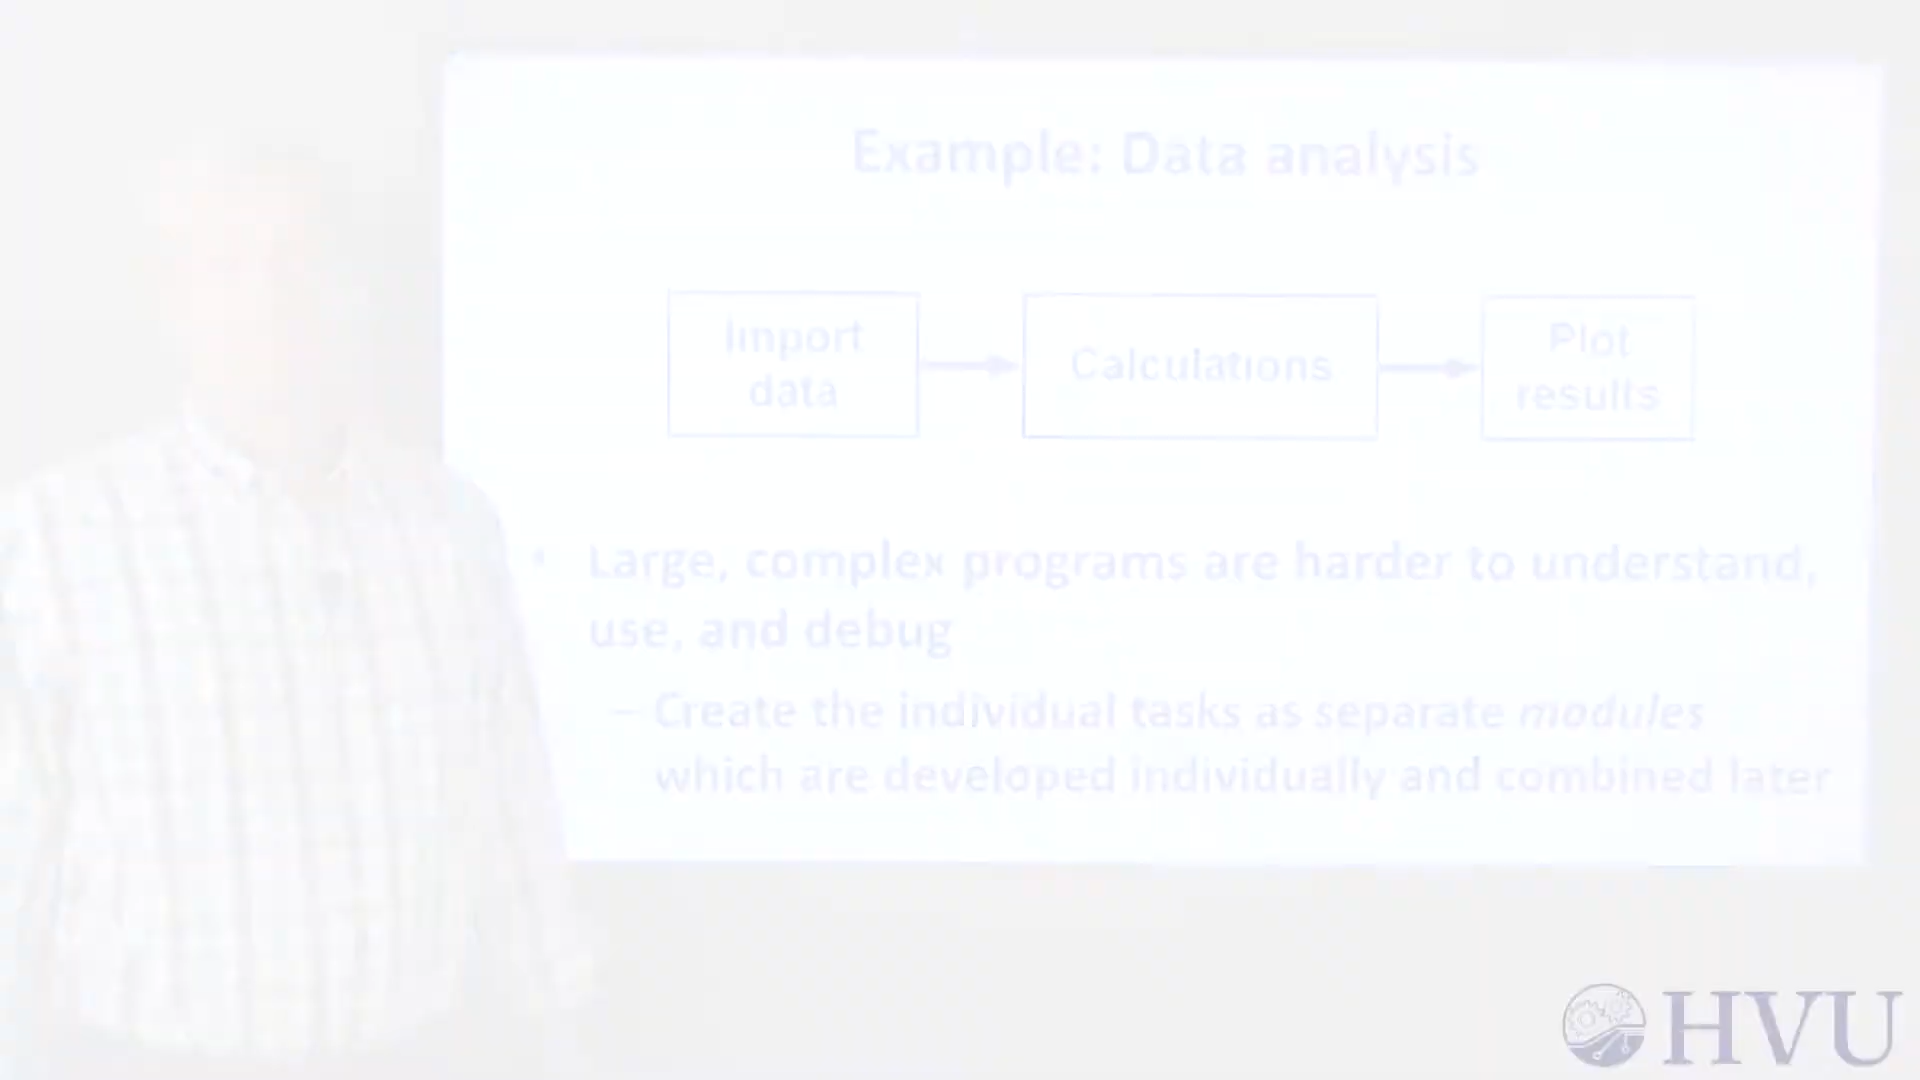 Example: Data analysis
Import
data
Calculations
Plot
results
• Large, complex programs are harder to understand,
use, and debug
– Create the individual tasks as separate modules
which are developed individually and combined later
HVU